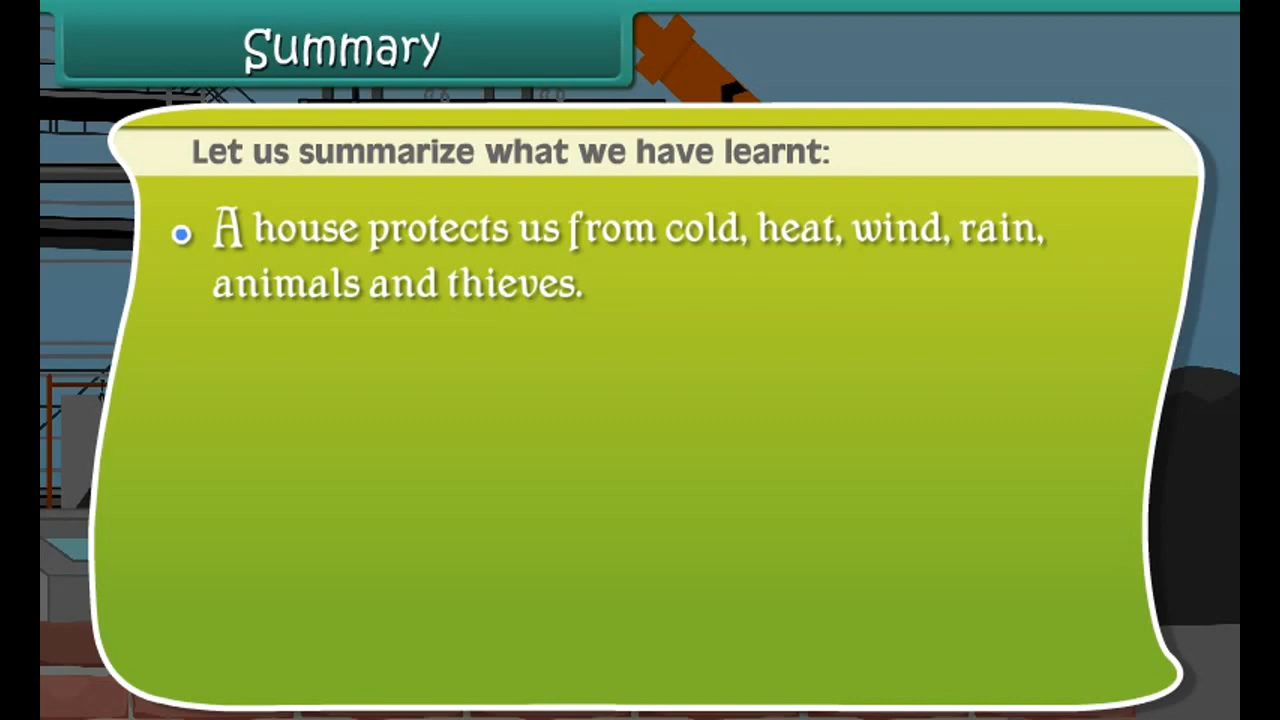 Summary
Let us summarize what we have learnt:
A house protects us from cold, heat, wind, rain,
animals and thieves.